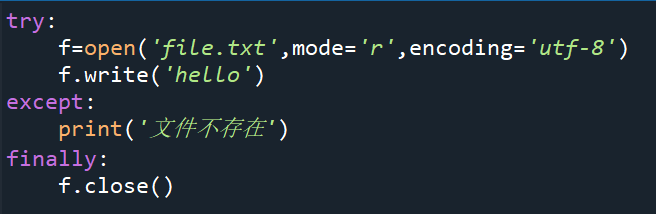 try:
    f=open('file.txt',mode='r',encoding='utf-8')
    f.write('hello')
except:
    print('文件不存在')
finally:
    f.close()